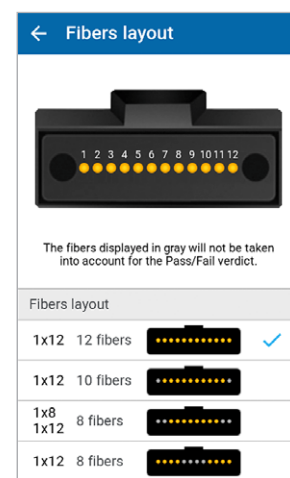 Fibers layout
1 2 3 4 5 6 7 8 9 10 11 12
The fibers displayed in gray will not be taken
into account for the Pass/Fail verdict.
Fibers layout
1x12 12 fibers
1x12 10 fibers
1x8
1x12 8 fibers
1x12 8 fibers